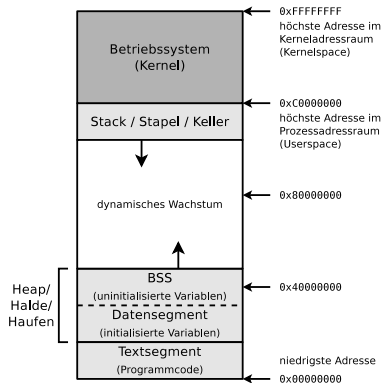 0xFFFFFFFF
höchste Adresse im
Kerneladressraum
(Kernelspace)
Betriebssystem
(Kernel)
0xC0000000
höchste Adresse im
Prozessadressraum
(Userspace)
Stack / Stapel / Keller
dynamisches Wachstum
0x80000000
BSS
(uninitialisierte Variablen)
0x40000000
Heap/
Halde/
Haufen
Datensegment
(initialisierte Variablen)
Textsegment
(Programmcode)
niedrigste Adresse
0x00000000